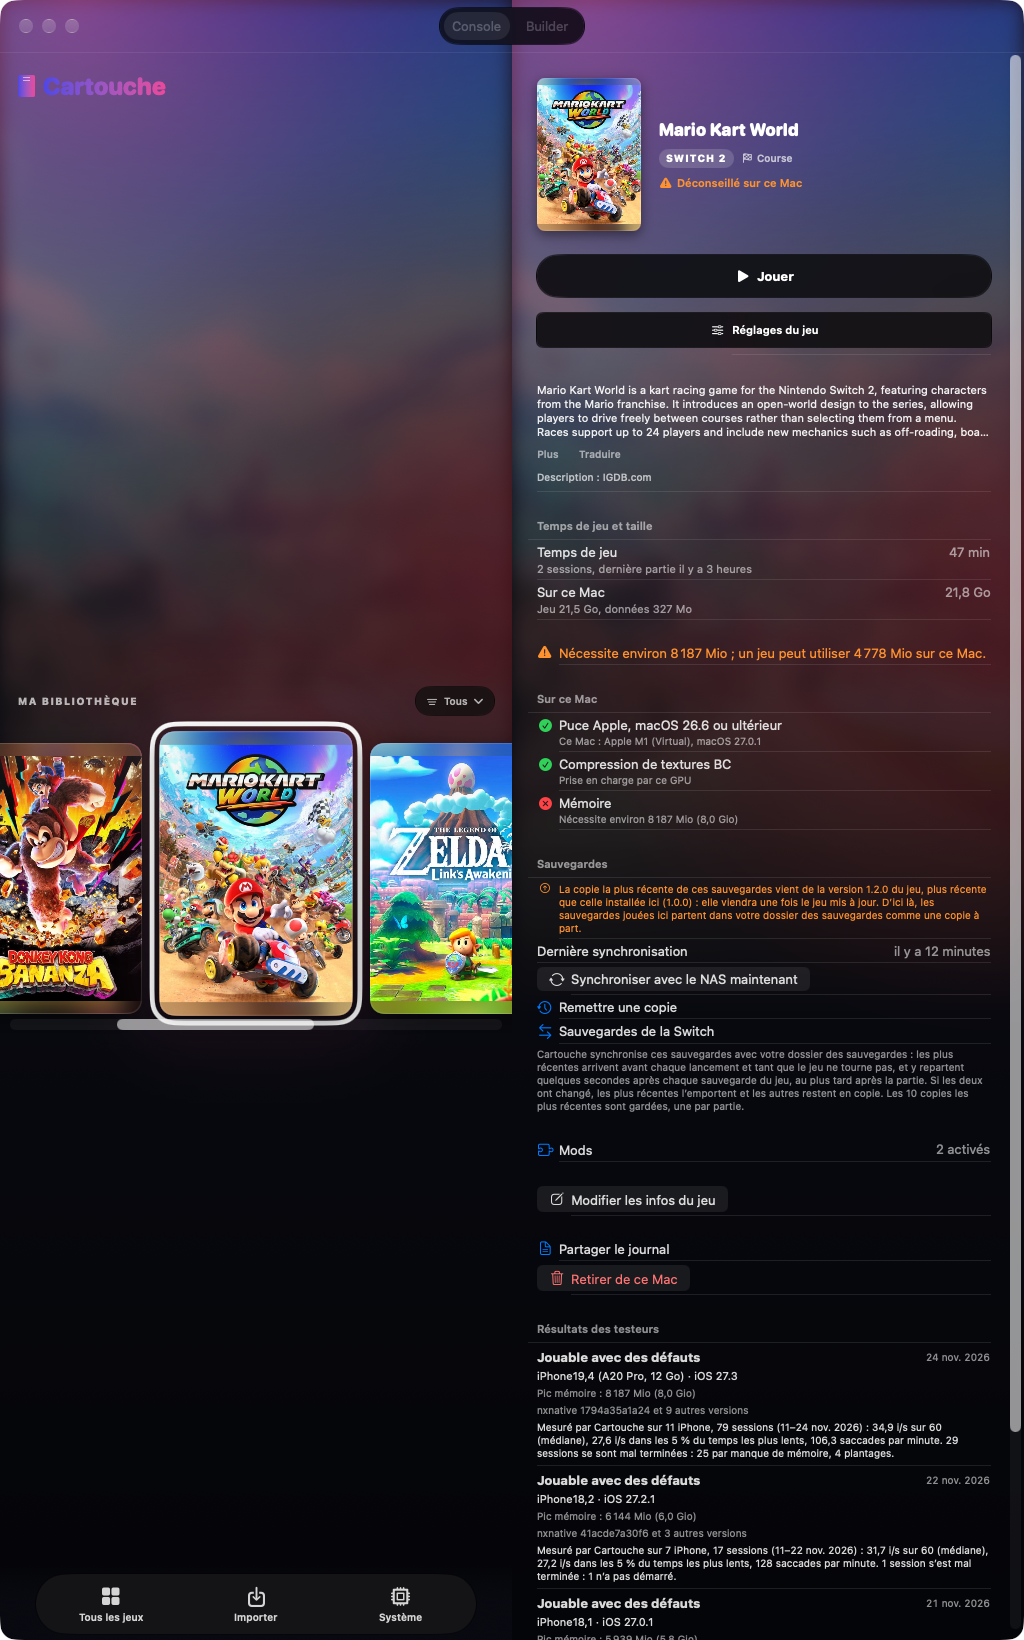 Console
Builder
Cartouche
MARIOKART
WORLD
Mario Kart World
SWITCH 2
Course
Déconseillé sur ce Mac
Jouer
Réglages du jeu
Mario Kart World is a kart racing game for the Nintendo Switch 2, featuring characters
from the Mario franchise. It introduces an open-world design to the series, allowing
players to drive freely between courses rather than selecting them from a menu.
Races support up to 24 players and include new mechanics such as off-roading, boa...
Plus
Traduire
Description : IGDB.com
Temps de jeu et taille
Temps de jeu
47 min
2 sessions, dernière partie il y a 3 heures
Sur ce Mac
21,8 Go
Jeu 21,5 Go, données 327 Mo
Nécessite environ 8 187 Mio ; un jeu peut utiliser 4 778 Mio sur ce Mac.
Sur ce Mac
Puce Apple, macOS 26.6 ou ultérieur
Ce Mac : Apple M1 (Virtual), macOS 27.0.1
Compression de textures BC
Prise en charge par ce GPU
Mémoire
Nécessite environ 8 187 Mio (8,0 Gio)
Sauvegardes
La copie la plus récente de ces sauvegardes vient de la version 1.2.0 du jeu, plus récente
que celle installée ici (1.0.0) : elle viendra une fois le jeu mis à jour. D'ici là, les
sauvegardes jouées ici partent dans votre dossier des sauvegardes comme une copie à
part.
Dernière synchronisation
il y a 12 minutes
Synchroniser avec le NAS maintenant
Remettre une copie
Sauvegardes de la Switch
Cartouche synchronise ces sauvegardes avec votre dossier des sauvegardes : les plus
récentes arrivent avant chaque lancement et tant que le jeu ne tourne pas, et y repartent
quelques secondes après chaque sauvegarde du jeu, au plus tard après la partie. Si les deux
ont changé, les plus récentes l'emportent et les autres restent en copie. Les 10 copies les
plus récentes sont gardées, une par partie.
Mods
2 activés
Modifier les infos du jeu
Partager le journal
Retirer de ce Mac
Résultats des testeurs
Jouable avec des défauts
24 nov. 2026
iPhone19,4 (A20 Pro, 12 Go) · iOS 27.3
Pic mémoire : 8 187 Mio (8,0 Gio)
nxnative 1794a35a1a24 et 9 autres versions
Mesuré par Cartouche sur 11 iPhone, 79 sessions (11–24 nov. 2026) : 34,9 i/s sur 60
(médiane), 27,6 i/s dans les 5 % du temps les plus lents, 106,3 saccades par minute. 29
sessions se sont mal terminées : 25 par manque de mémoire, 4 plantages.
Jouable avec des défauts
22 nov. 2026
iPhone18,2 · iOS 27.2.1
Pic mémoire : 6 144 Mio (6,0 Gio)
nxnative 41acde7a30f6 et 3 autres versions
Mesuré par Cartouche sur 7 iPhone, 17 sessions (11–22 nov. 2026) : 31,7 i/s sur 60 (médiane),
27,2 i/s dans les 5 % du temps les plus lents, 128 saccades par minute. 1 session s'est mal
terminée : 1 n'a pas démarré.
Jouable avec des défauts
21 nov. 2026
iPhone18,1 · iOS 27.0.1
Pic mémoire : 5 939 Mio (5,8 Gio)
MA BIBLIOTHÈQUE
Tous
DONKEY KONG
BANANZA
MARIOKART
WORLD
THE LEGEND OF
ZELDA
Link's Awakeni
Tous les jeux
Importer
Système